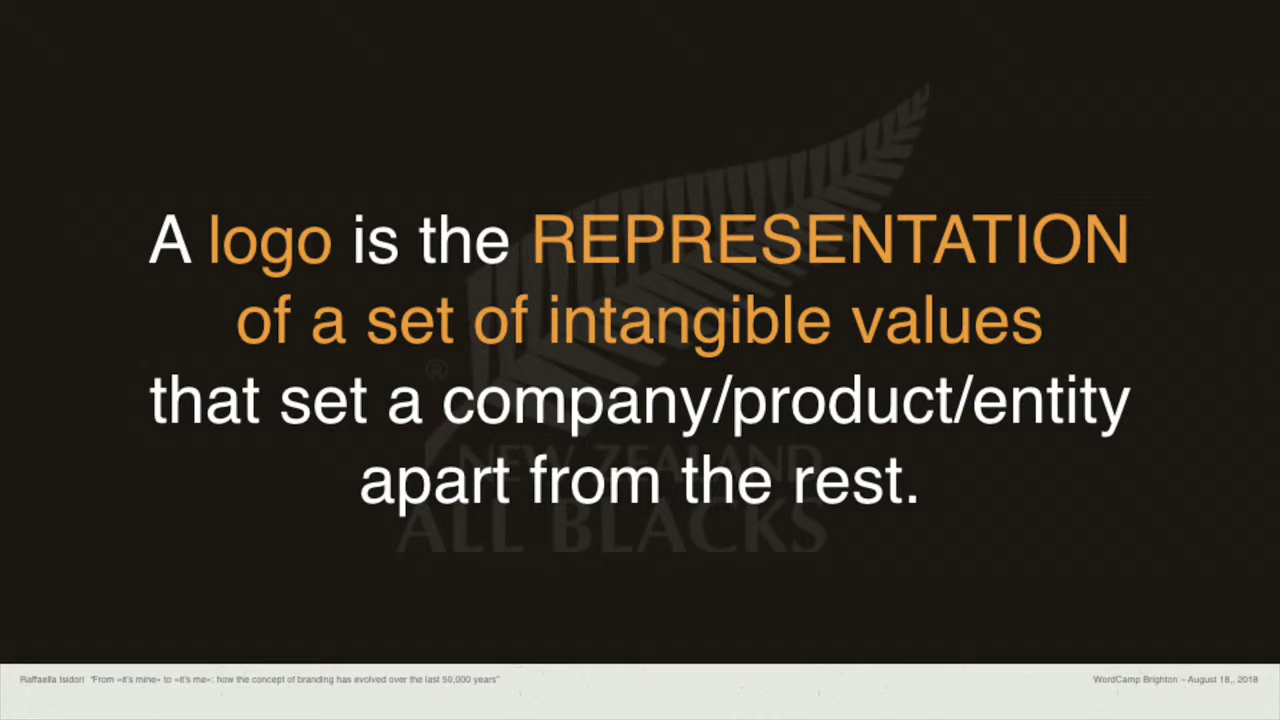 A logo is the REPRESENTATION
of a set of intangible values
that set a company/product/entity
apart from the rest.
®
NEW ZEALAND
ALL BLACKS
Raffaella Isidori "From «it's mine» to «it's me»: how the concept of branding has evolved over the last 50,000 years"
WordCamp Brighton – August 18,, 2018